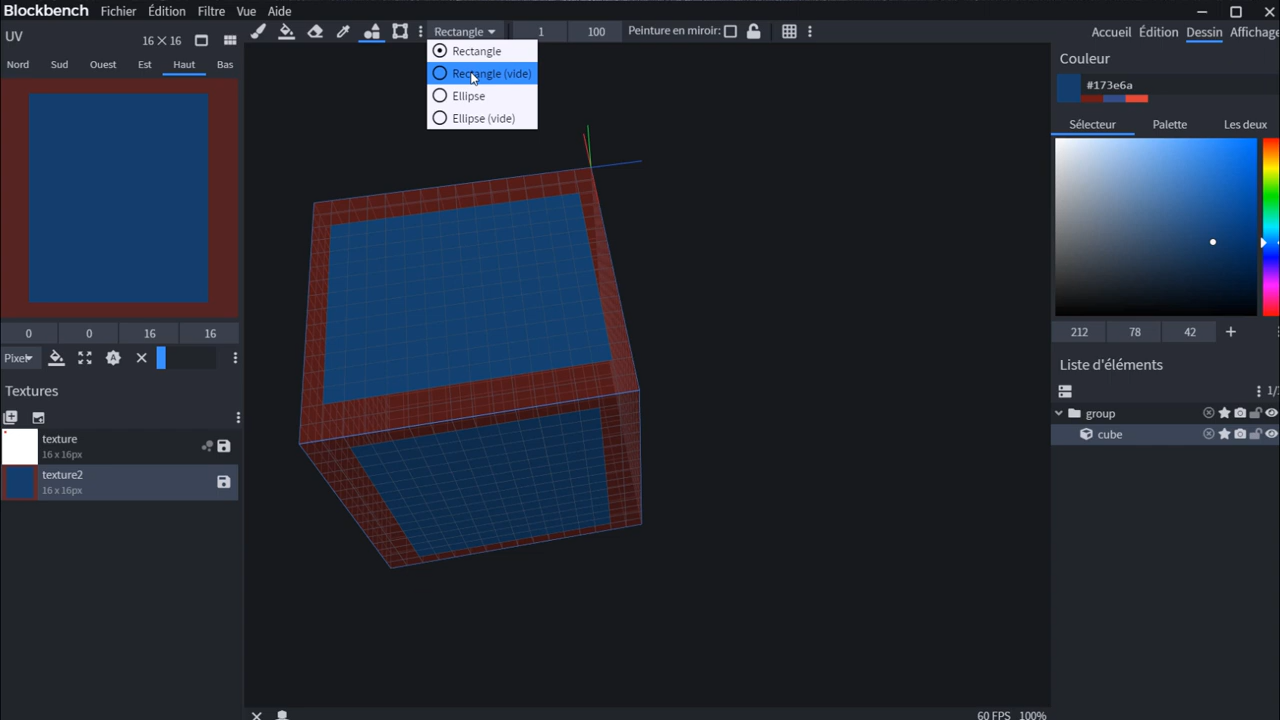 Blockbench Fichier Édition Filtre Vue Aide
UV 16 × 16
Nord Sud Ouest Est Haut Bas
0 0 16 16
Pixel
Textures
texture
16 x 16px
texture2
16 x 16px
Rectangle 1 100 Peinture en miroir:
Rectangle
Rectangle (vide)
Ellipse
Ellipse (vide)
60 FPS 100%
Accueil Édition Dessin Affichage
Couleur
#173e6a
Sélecteur Palette Les deux
212 78 42
Liste d'éléments
group
cube